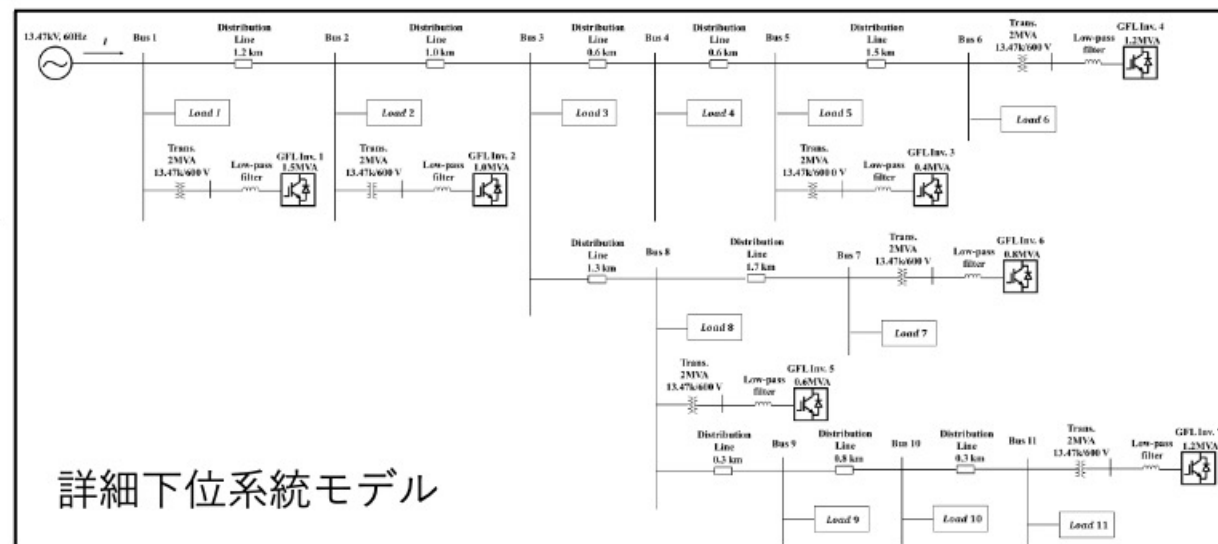 13.47kV, 60Hz
I
Bus 1
Distribution
Line
1.2 km
Bus 2
Distribution
Line
1.0 km
Bus 3
Distribution
Line
0.6 km
Bus 4
Distribution
Line
0.6 km
Bus 5
Distribution
Line
1.5 km
Bus 6
Trans.
2MVA
13.47k/600 V
Low-pass
filter
GFL Inv. 4
1.2MVA
Load 1
Load 2
Load 3
Load 4
Load 5
Load 6
Trans.
2MVA
13.47k/600 V
Low-pass
filter
GFL Inv. 1
1.5MVA
Trans.
2MVA
13.47k/600 V
Low-pass
filter
GFL Inv. 2
1.0MVA
Trans.
2MVA
13.47k/600 0 V
Low-pass
filter
GFL Inv. 3
0.4MVA
Distribution
Line
1.3 km
Bus 8
Distribution
Line
1.7 km
Bus 7
Trans.
2MVA
13.47k/600 V
Low-pass
filter
GFL Inv. 6
0.8MVA
Load 8
Load 7
Trans.
2MVA
13.47k/600 V
Low-pass
filter
GFL Inv. 5
0.6MVA
Distribution
Line
0.3 km
Bus 9
Distribution
Line
0.8 km
Bus 10
Distribution
Line
0.3 km
Bus 11
Trans.
2MVA
13.47k/600 V
Low-pass
filter
GFL Inv.
1.2MVA
Load 9
Load 10
Load 11
詳細下位系統モデル